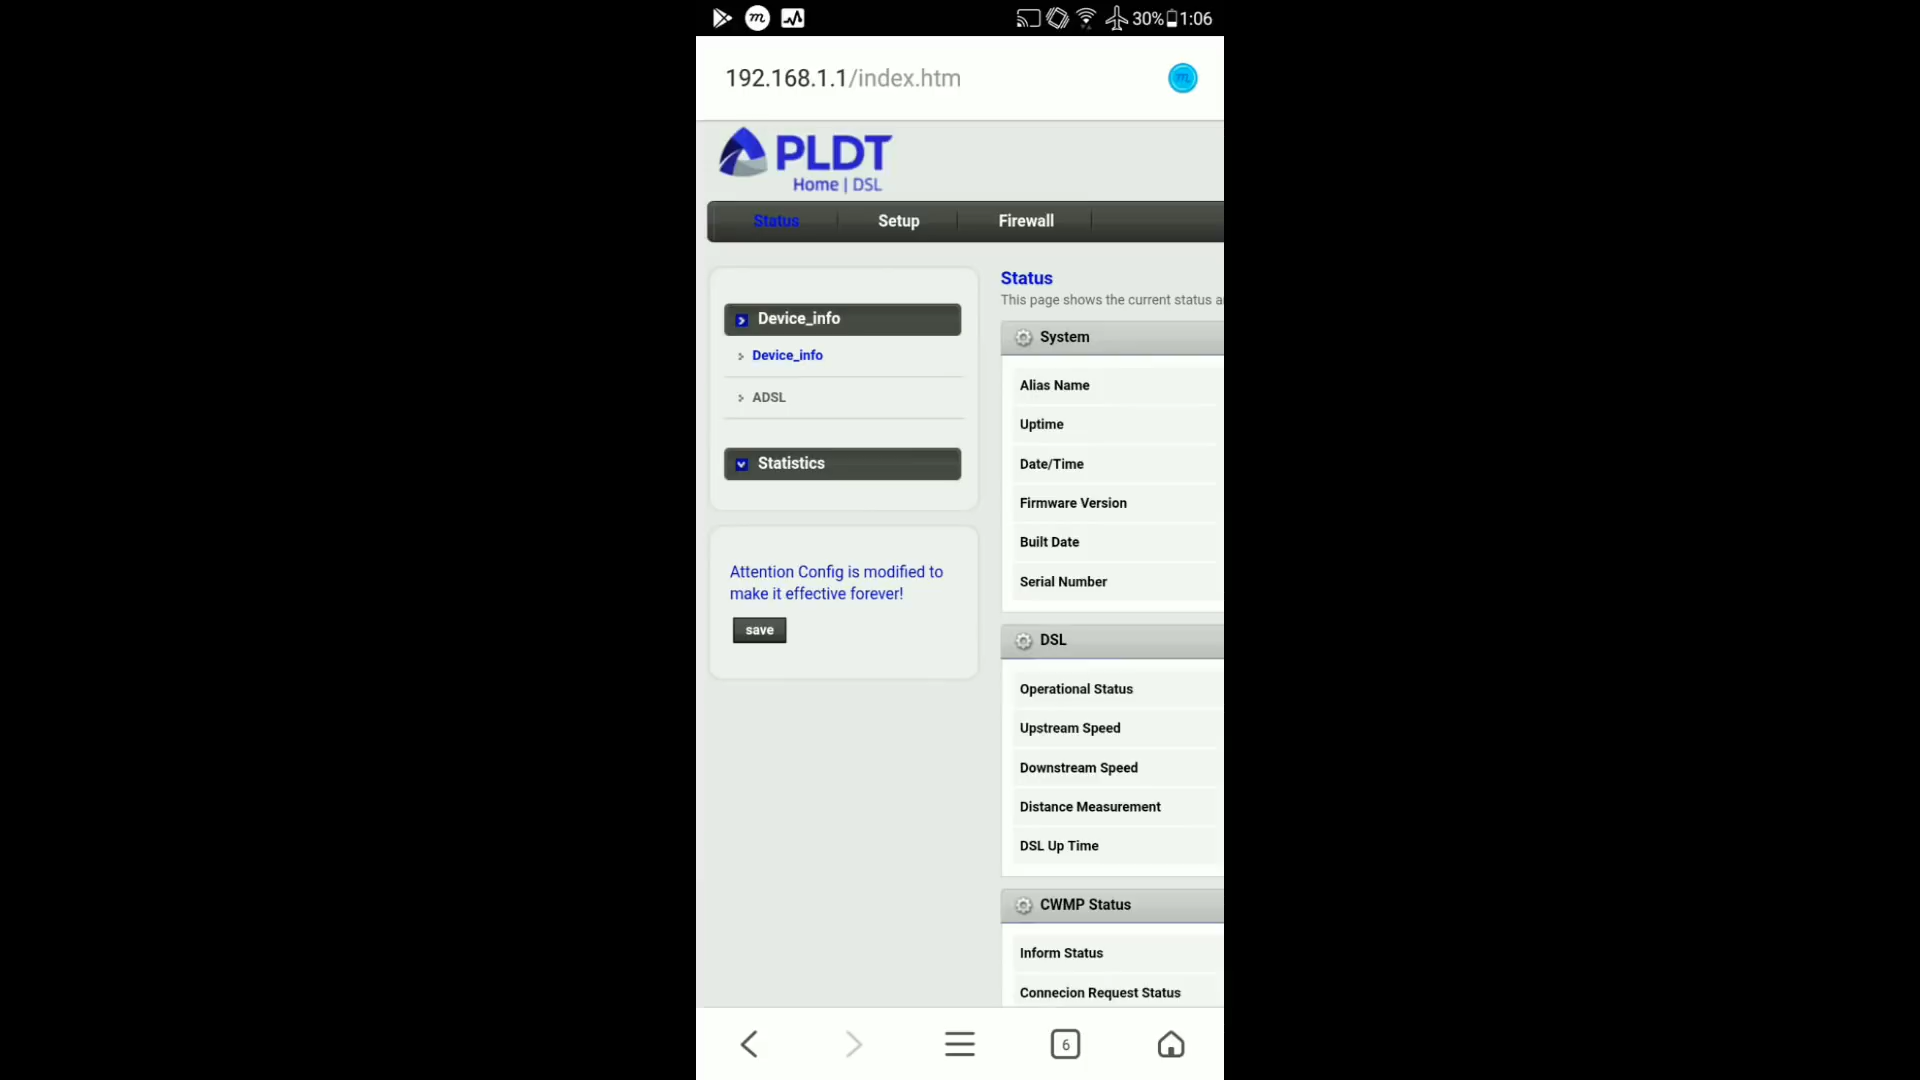 30% 1:06
192.168.1.1/index.htm
PLDT
Home | DSL
Status Setup Firewall
Device_info
Device_info
ADSL
Statistics
Attention Config is modified to
make it effective forever!
save
Status
This page shows the current status a
System
Alias Name
Uptime
Date/Time
Firmware Version
Built Date
Serial Number
DSL
Operational Status
Upstream Speed
Downstream Speed
Distance Measurement
DSL Up Time
CWMP Status
Inform Status
Connecion Request Status
6